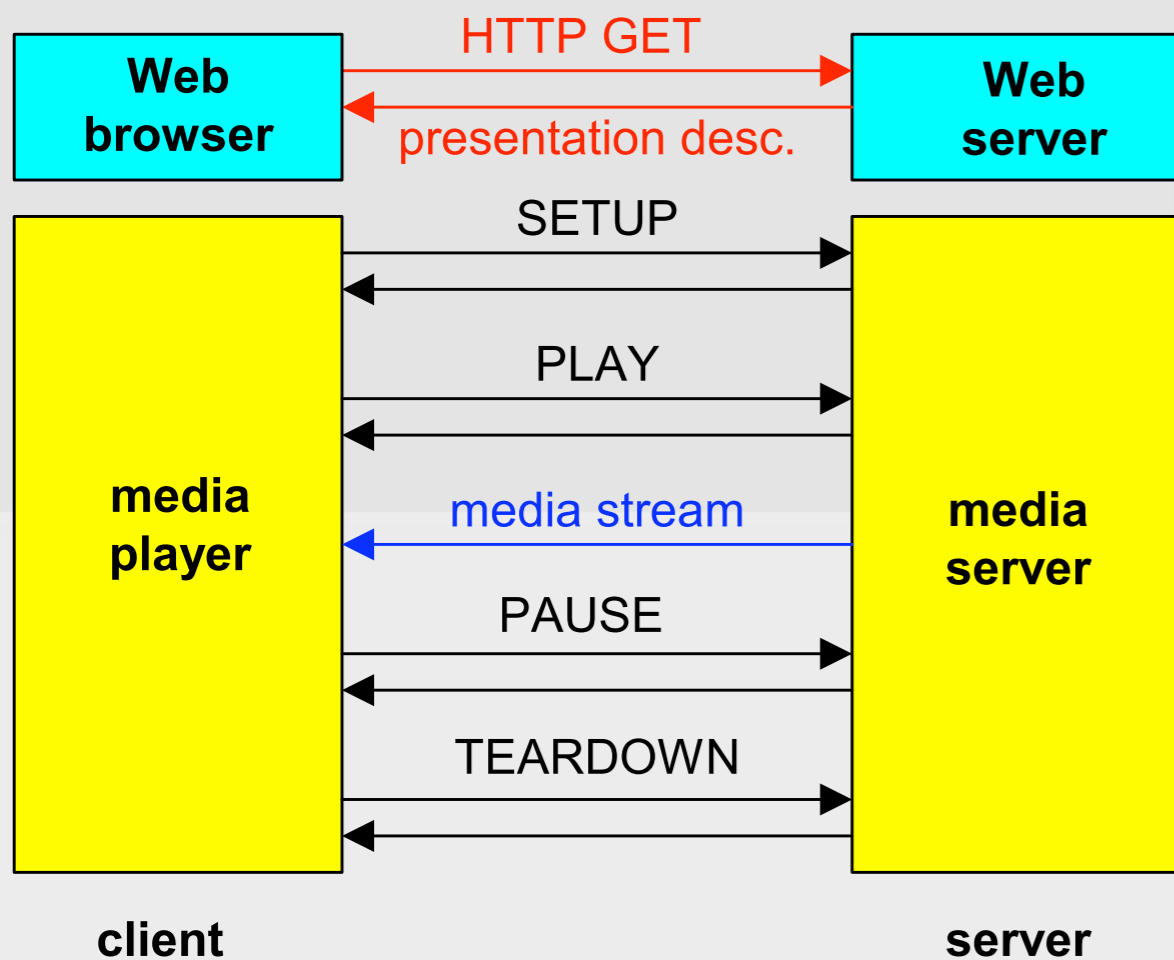 HTTP GET
Web
browser
Web
server
presentation desc.
SETUP
PLAY
media stream
media
player
media
server
PAUSE
TEARDOWN
client
server